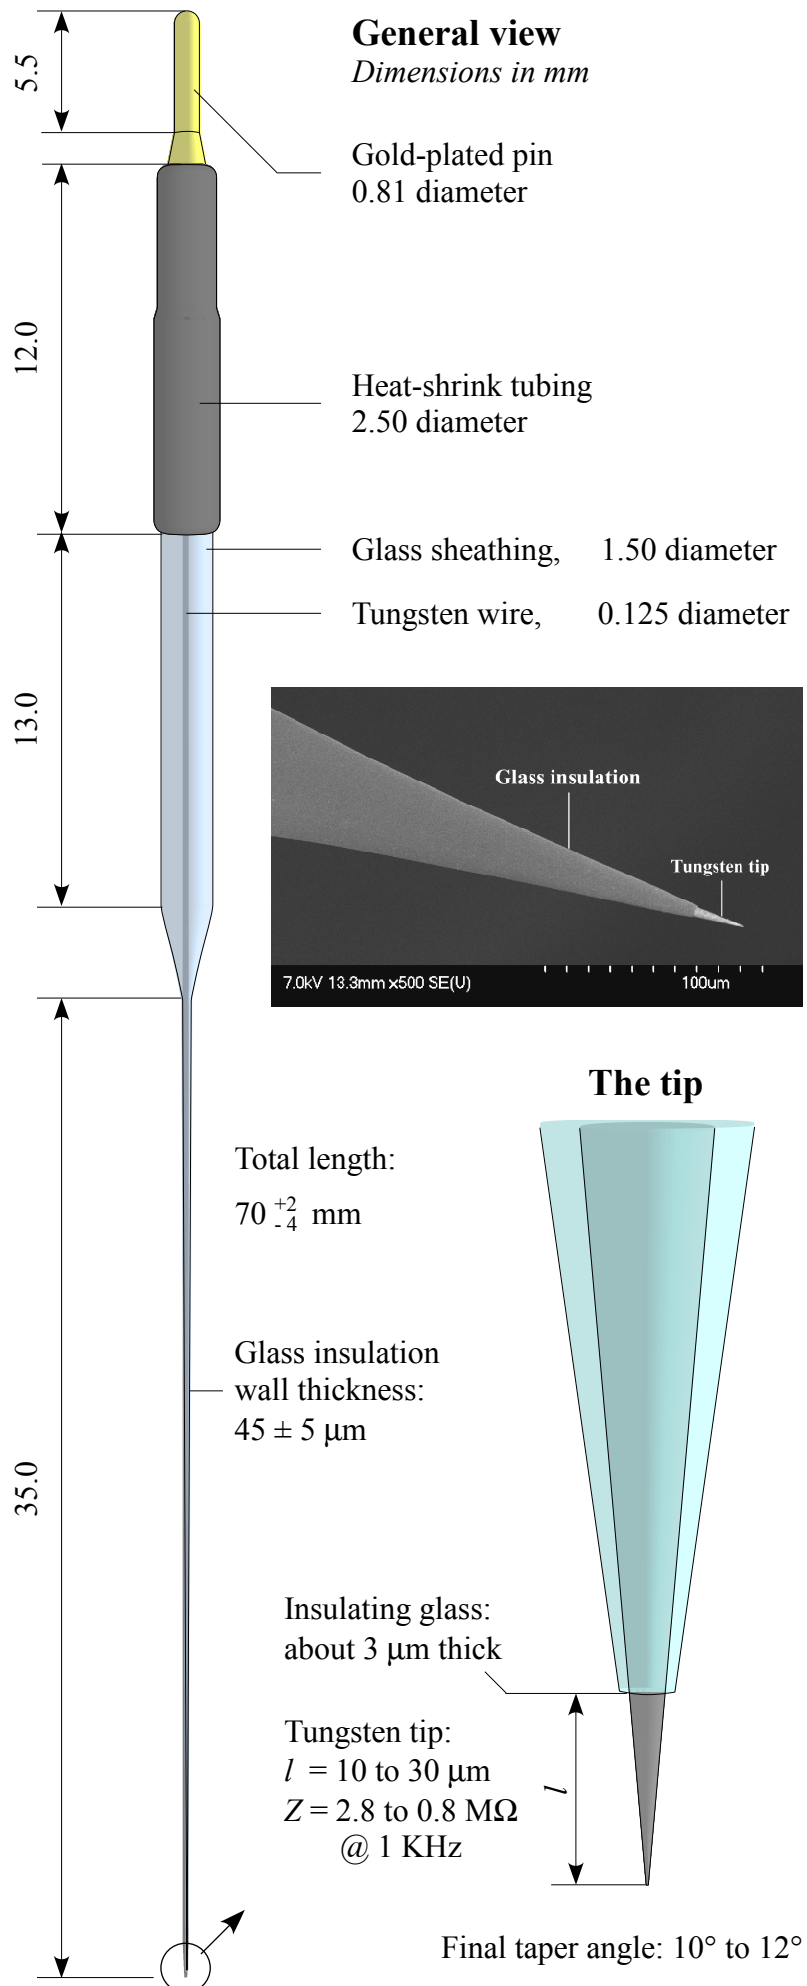 General view
Dimensions in mm
5.5
Gold-plated pin
0.81 diameter
12.0
Heat-shrink tubing
2.50 diameter
Glass sheathing, 1.50 diameter
Tungsten wire, 0.125 diameter
13.0
Glass insulation
Tungsten tip
7.0kV 13.3mm x500 SE(U)
100um
The tip
Total length:
70 +2 -4 mm
Glass insulation
wall thickness:
45 ± 5 μm
35.0
Insulating glass:
about 3 μm thick
Tungsten tip:
l = 10 to 30 μm
Z = 2.8 to 0.8 MΩ
@ 1 KHz
l
Final taper angle: 10° to 12°